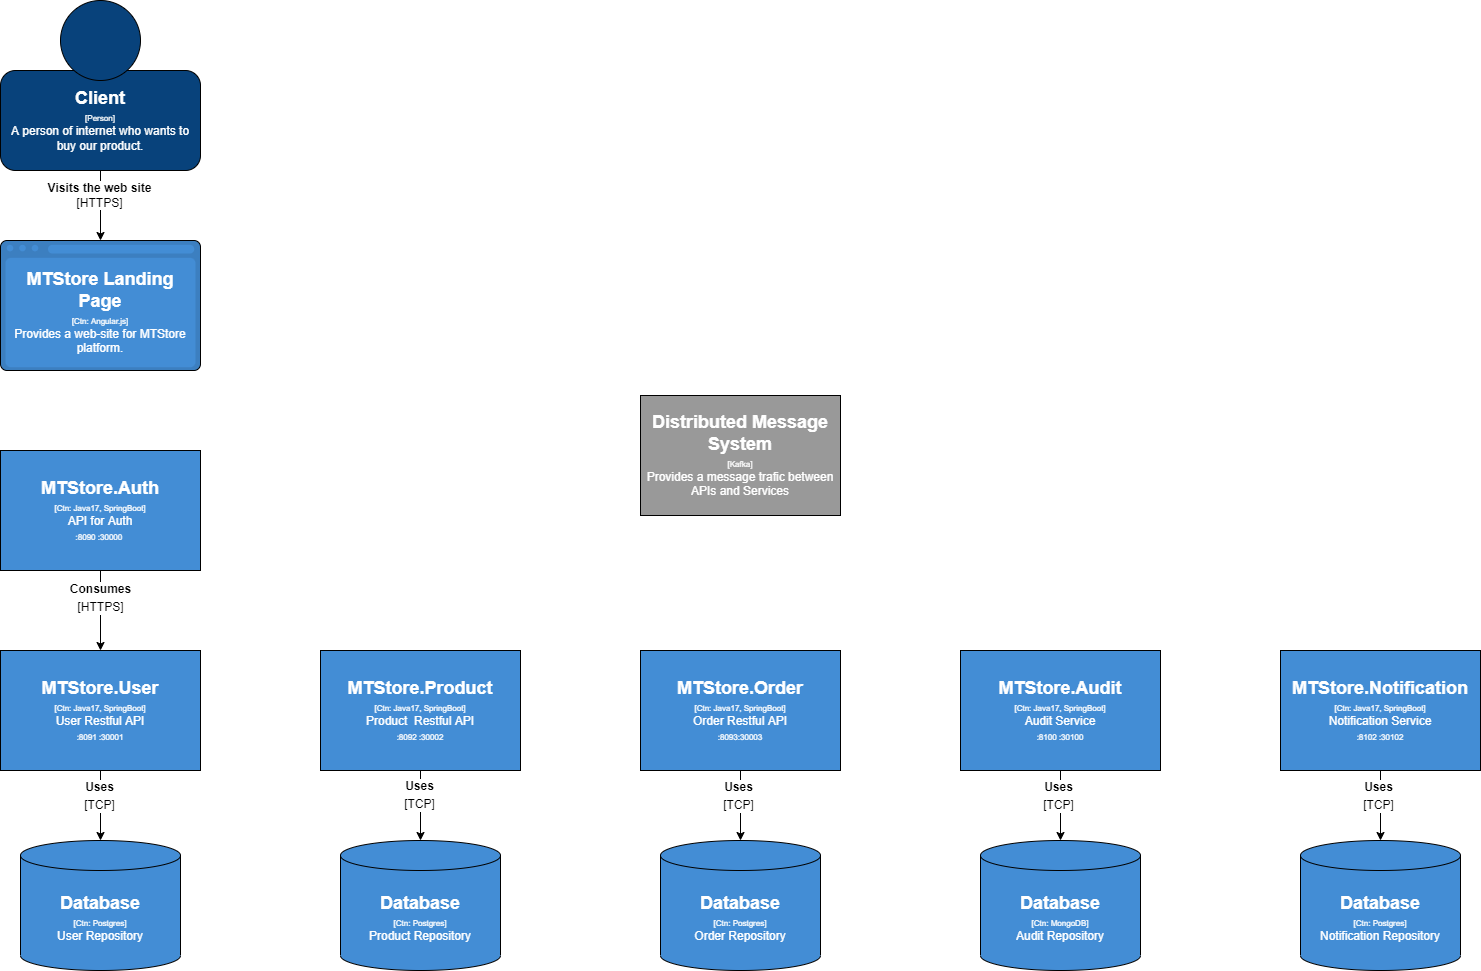 Client
[Person]
A person of internet who wants to
buy our product.
Visits the web site
[HTTPS]
MTStore Landing
Page
[Ctn: Angular.js]
Provides a web-site for MTStore
platform.
Distributed Message
System
[Kafka]
Provides a message trafic between
APIs and Services
MTStore.Auth
[Ctn: Java17, SpringBoot]
API for Auth
:8090 :30000
Consumes
[HTTPS]
MTStore.User
[Ctn: Java17, SpringBoot]
User Restful API
:8091 :30001
MTStore.Product
[Ctn: Java17, SpringBoot]
Product  Restful API
:8092 :30002
MTStore.Order
[Ctn: Java17, SpringBoot]
Order Restful API
:8093:30003
MTStore.Audit
[Ctn: Java17, SpringBoot]
Audit Service
:8100 :30100
MTStore.Notification
[Ctn: Java17, SpringBoot]
Notification Service
:8102 :30102
Uses
[TCP]
Uses
[TCP]
Uses
[TCP]
Uses
[TCP]
Uses
[TCP]
Database
[Ctn: Postgres]
User Repository
Database
[Ctn: Postgres]
Product Repository
Database
[Ctn: Postgres]
Order Repository
Database
[Ctn: MongoDB]
Audit Repository
Database
[Ctn: Postgres]
Notification Repository